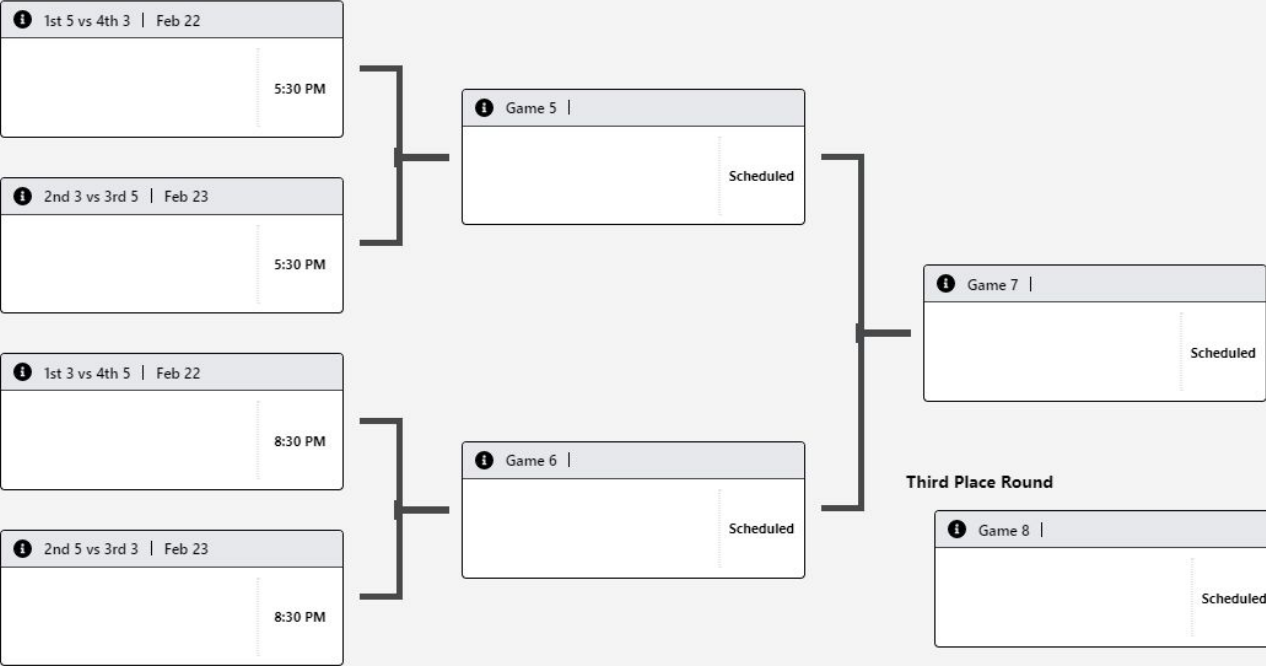 1st 5 vs 4th 3 | Feb 22
5:30 PM
2nd 3 vs 3rd 5 | Feb 23
5:30 PM
1st 3 vs 4th 5 | Feb 22
8:30 PM
2nd 5 vs 3rd 3 | Feb 23
8:30 PM
Game 5 |
Scheduled
Game 6 |
Scheduled
Game 7 |
Scheduled
Third Place Round
Game 8 |
Scheduled